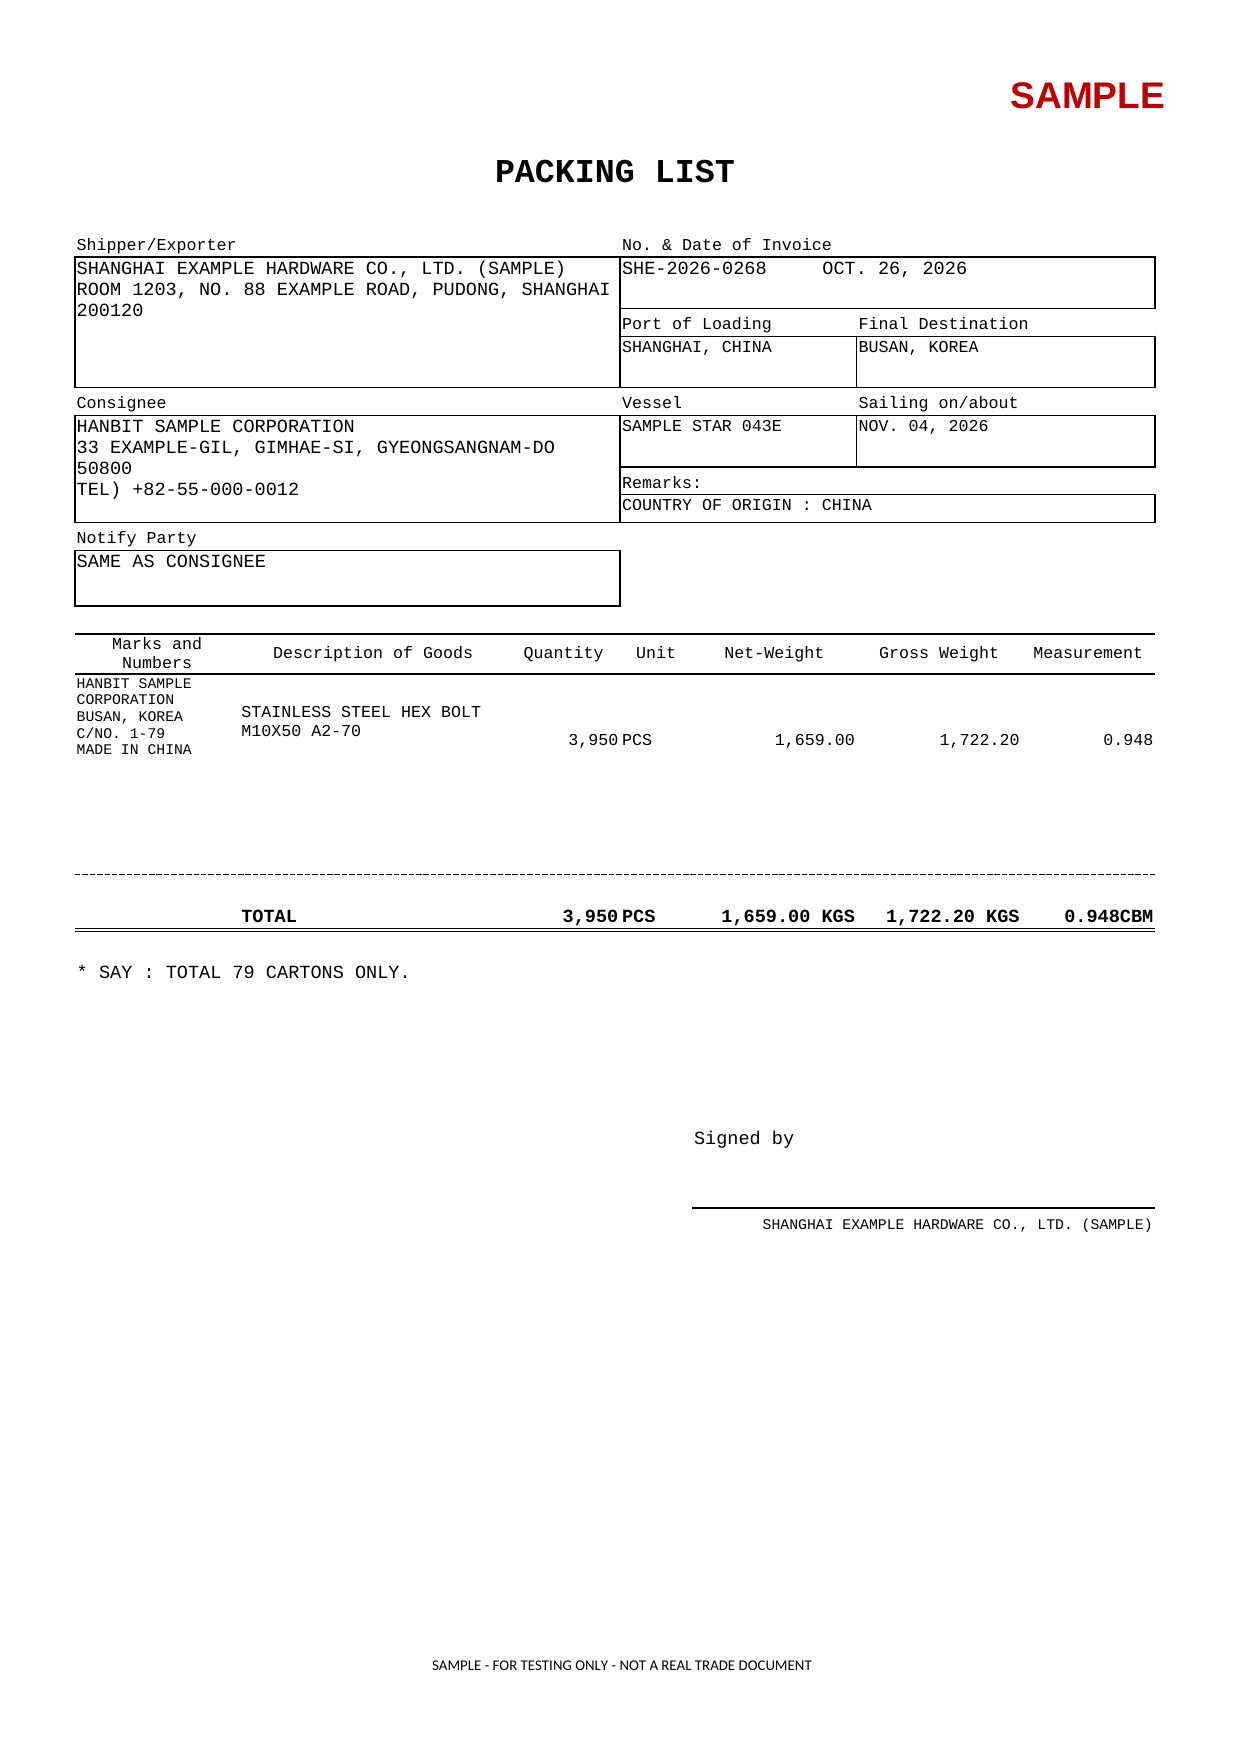 SAMPLE
PACKING LIST
Shipper/Exporter
SHANGHAI EXAMPLE HARDWARE CO., LTD. (SAMPLE)
ROOM 1203, NO. 88 EXAMPLE ROAD, PUDONG, SHANGHAI
200120
No. & Date of Invoice
SHE-2026-0268 OCT. 26, 2026
Port of Loading Final Destination
SHANGHAI, CHINA BUSAN, KOREA
Consignee
HANBIT SAMPLE CORPORATION
33 EXAMPLE-GIL, GIMHAE-SI, GYEONGSANGNAM-DO
50800
TEL) +82-55-000-0012
Vessel Sailing on/about
SAMPLE STAR 043E NOV. 04, 2026
Remarks:
COUNTRY OF ORIGIN : CHINA
Notify Party
SAME AS CONSIGNEE
Marks and
Numbers
Description of Goods Quantity Unit Net-Weight Gross Weight Measurement
HANBIT SAMPLE
CORPORATION
BUSAN, KOREA
C/NO. 1-79
MADE IN CHINA
STAINLESS STEEL HEX BOLT
M10X50 A2-70
3,950 PCS 1,659.00 1,722.20 0.948
TOTAL 3,950 PCS 1,659.00 KGS 1,722.20 KGS 0.948CBM
* SAY : TOTAL 79 CARTONS ONLY.
Signed by
SHANGHAI EXAMPLE HARDWARE CO., LTD. (SAMPLE)
SAMPLE - FOR TESTING ONLY - NOT A REAL TRADE DOCUMENT